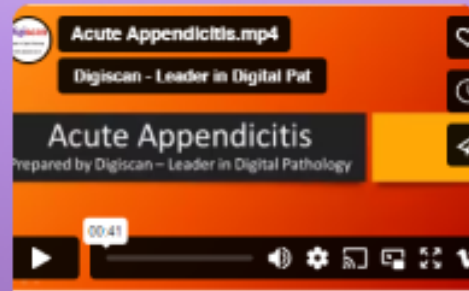 Acute Appendicitis.mp4
Digiscan - Leader in Digital Pat
Acute Appendicitis
Prepared by Digiscan – Leader in Digital Pathology
00:41